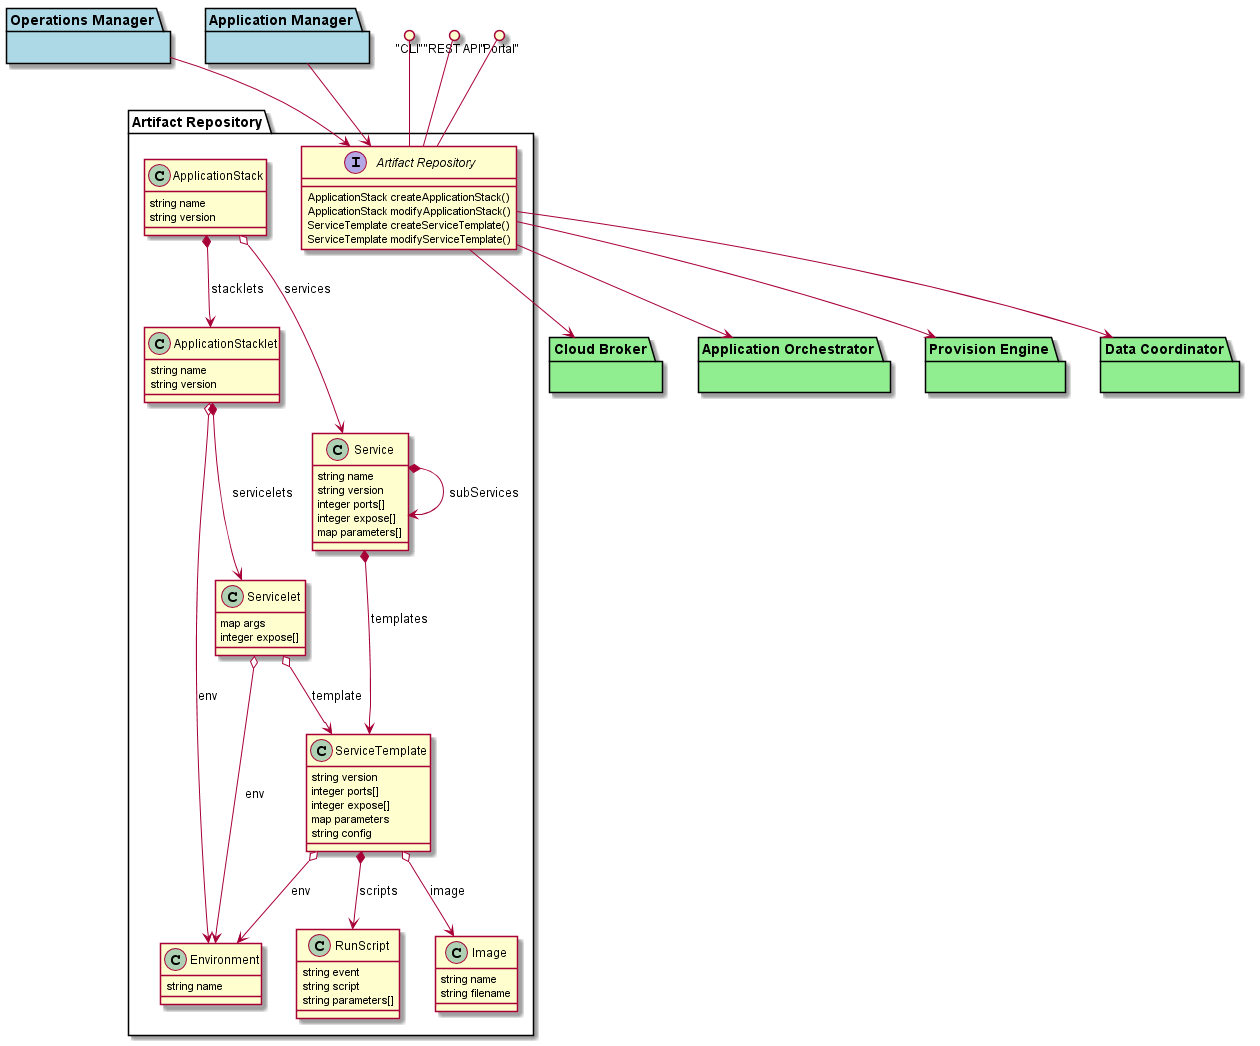 Operations Manager
Application Manager
"CLI"
"REST API"
"Portal"
Artifact Repository
I Artifact Repository
ApplicationStack createApplicationStack()
ApplicationStack modifyApplicationStack()
ServiceTemplate createServiceTemplate()
ServiceTemplate modifyServiceTemplate()
C ApplicationStack
string name
string version
stacklets
services
C ApplicationStacklet
string name
string version
Cloud Broker
Application Orchestrator
Provision Engine
Data Coordinator
C Service
string name
string version
integer ports[]
integer expose[]
map parameters[]
subServices
servicelets
C Servicelet
map args
integer expose[]
templates
env
template
C ServiceTemplate
string version
integer ports[]
integer expose[]
map parameters
string config
env
env
scripts
image
C Environment
string name
C RunScript
string event
string script
string parameters[]
C Image
string name
string filename